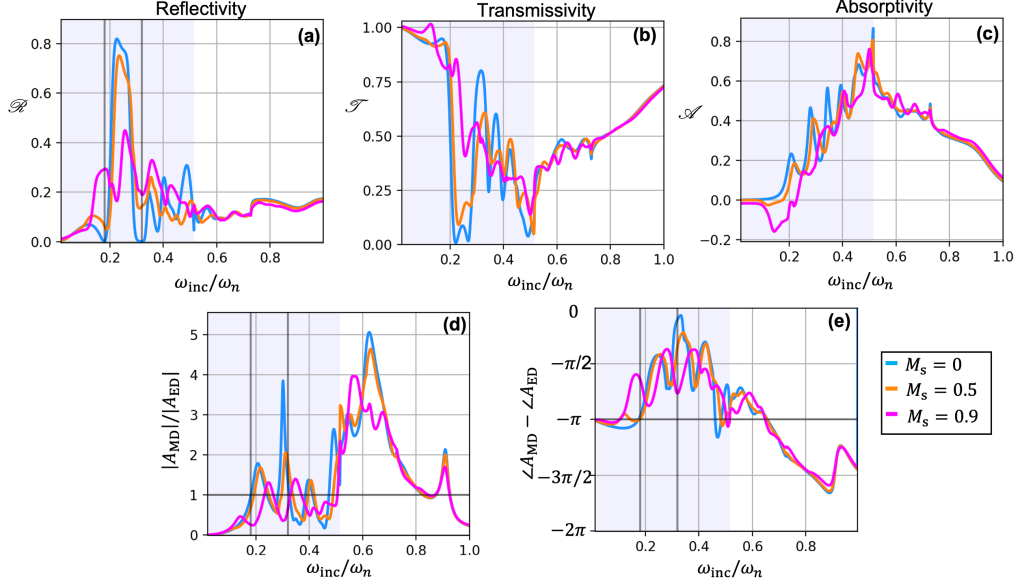 Reflectivity
Transmissivity
Absorptivity
(a)
(b)
(c)
ℛ
0.8
0.6
0.4
0.2
0.0
0.2 0.4 0.6 0.8
ω_inc/ω_n
𝒯
1.00
0.75
0.50
0.25
0.00
0.2 0.4 0.6 0.8 1.0
ω_inc/ω_n
𝒜
0.8
0.6
0.4
0.2
0.0
−0.2
0.2 0.4 0.6 0.8 1.0
ω_inc/ω_n
(d)
|A_MD|/|A_ED|
5
4
3
2
1
0
0.2 0.4 0.6 0.8 1.0
ω_inc/ω_n
(e)
∠A_MD − ∠A_ED
0
−π/2
−π
−3π/2
−2π
0.2 0.4 0.6 0.8
ω_inc/ω_n
M_s = 0
M_s = 0.5
M_s = 0.9